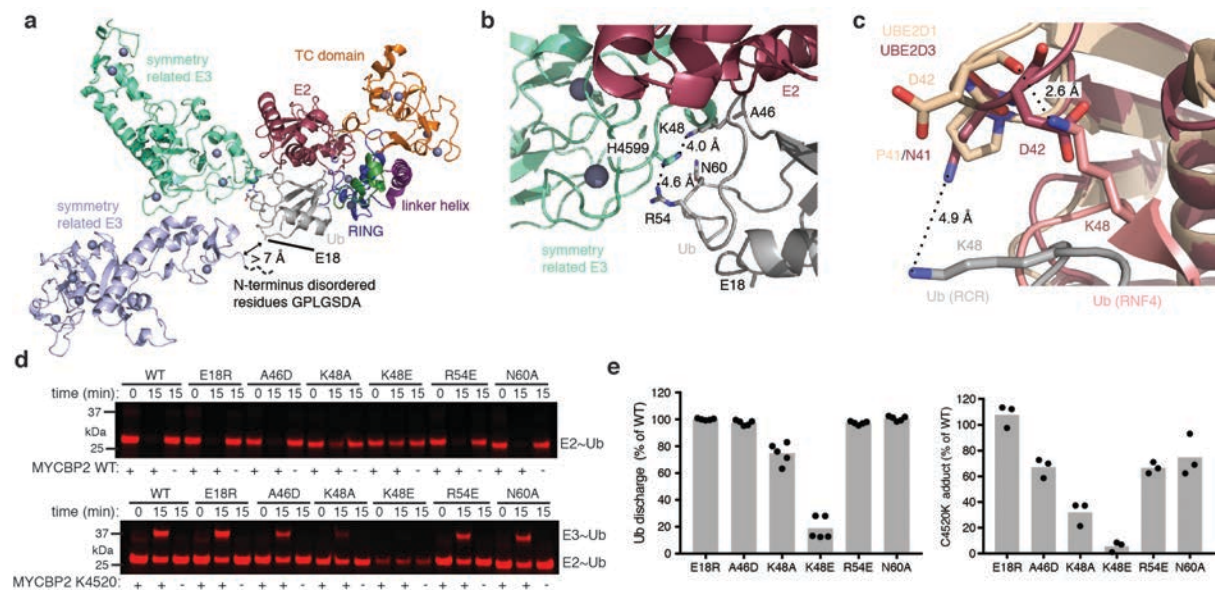 a
symmetry
related E3
TC domain
E2
symmetry
related E3
Ub
RING
linker helix
> 7 Å
E18
N-terminus disordered
residues GPLGSDA
b
E2
K48
A46
H4599
4.0 Å
N60
4.6 Å
R54
Ub
symmetry
related E3
E18
c
UBE2D1
UBE2D3
D42
2.6 Å
P41/N41
D42
4.9 Å
K48
K48
Ub (RCR)
Ub (RNF4)
d
WT E18R A46D K48A K48E R54E N60A
time (min): 0 15 15 0 15 15 0 15 15 0 15 15 0 15 15 0 15 15 0 15 15
37
kDa
25
E2~Ub
MYCBP2 WT: + + - + + - + + - + + - + + - + + - + + -
WT E18R A46D K48A K48E R54E N60A
time (min): 0 15 15 0 15 15 0 15 15 0 15 15 0 15 15 0 15 15 0 15 15
37
E3~Ub
kDa
25
E2~Ub
MYCBP2 K4520: + + - + + - + + - + + - + + - + + - + + -
e
Ub discharge (% of WT)
120
100
80
60
40
20
0
E18R A46D K48A K48E R54E N60A
C4520K adduct (% of WT)
120
100
80
60
40
20
0
E18R A46D K48A K48E R54E N60A